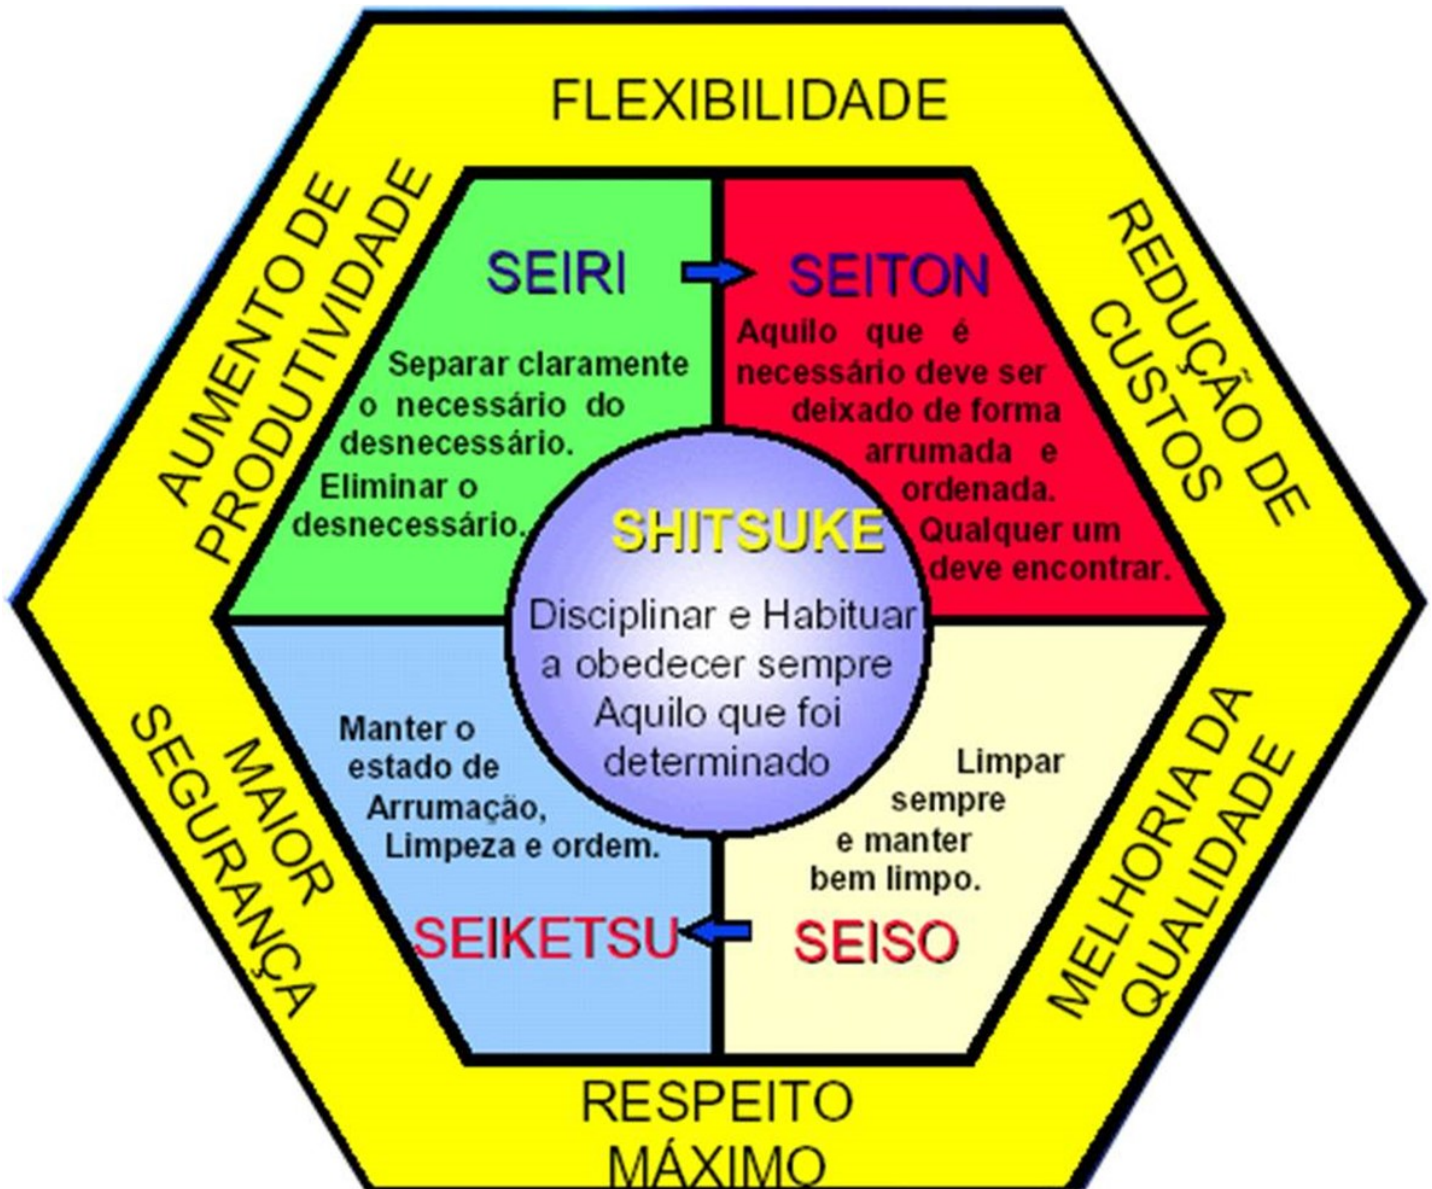 FLEXIBILIDADE
AUMENTO DE
PRODUTIVIDADE
REDUÇÃO DE
CUSTOS
SEIRI
Separar claramente
o necessário do
desnecessário.
Eliminar o
desnecessário.
SEITON
Aquilo que é
necessário deve ser
deixado de forma
arrumada e
ordenada.
Qualquer um
deve encontrar.
SHITSUKE
Disciplinar e Habituar
a obedecer sempre
Aquilo que foi
determinado
Manter o
estado de
Arrumação,
Limpeza e ordem.
SEIKETSU
Limpar
sempre
e manter
bem limpo.
SEISO
MAIOR
SEGURANÇA
MELHORIA DA
QUALIDADE
RESPEITO
MÁXIMO